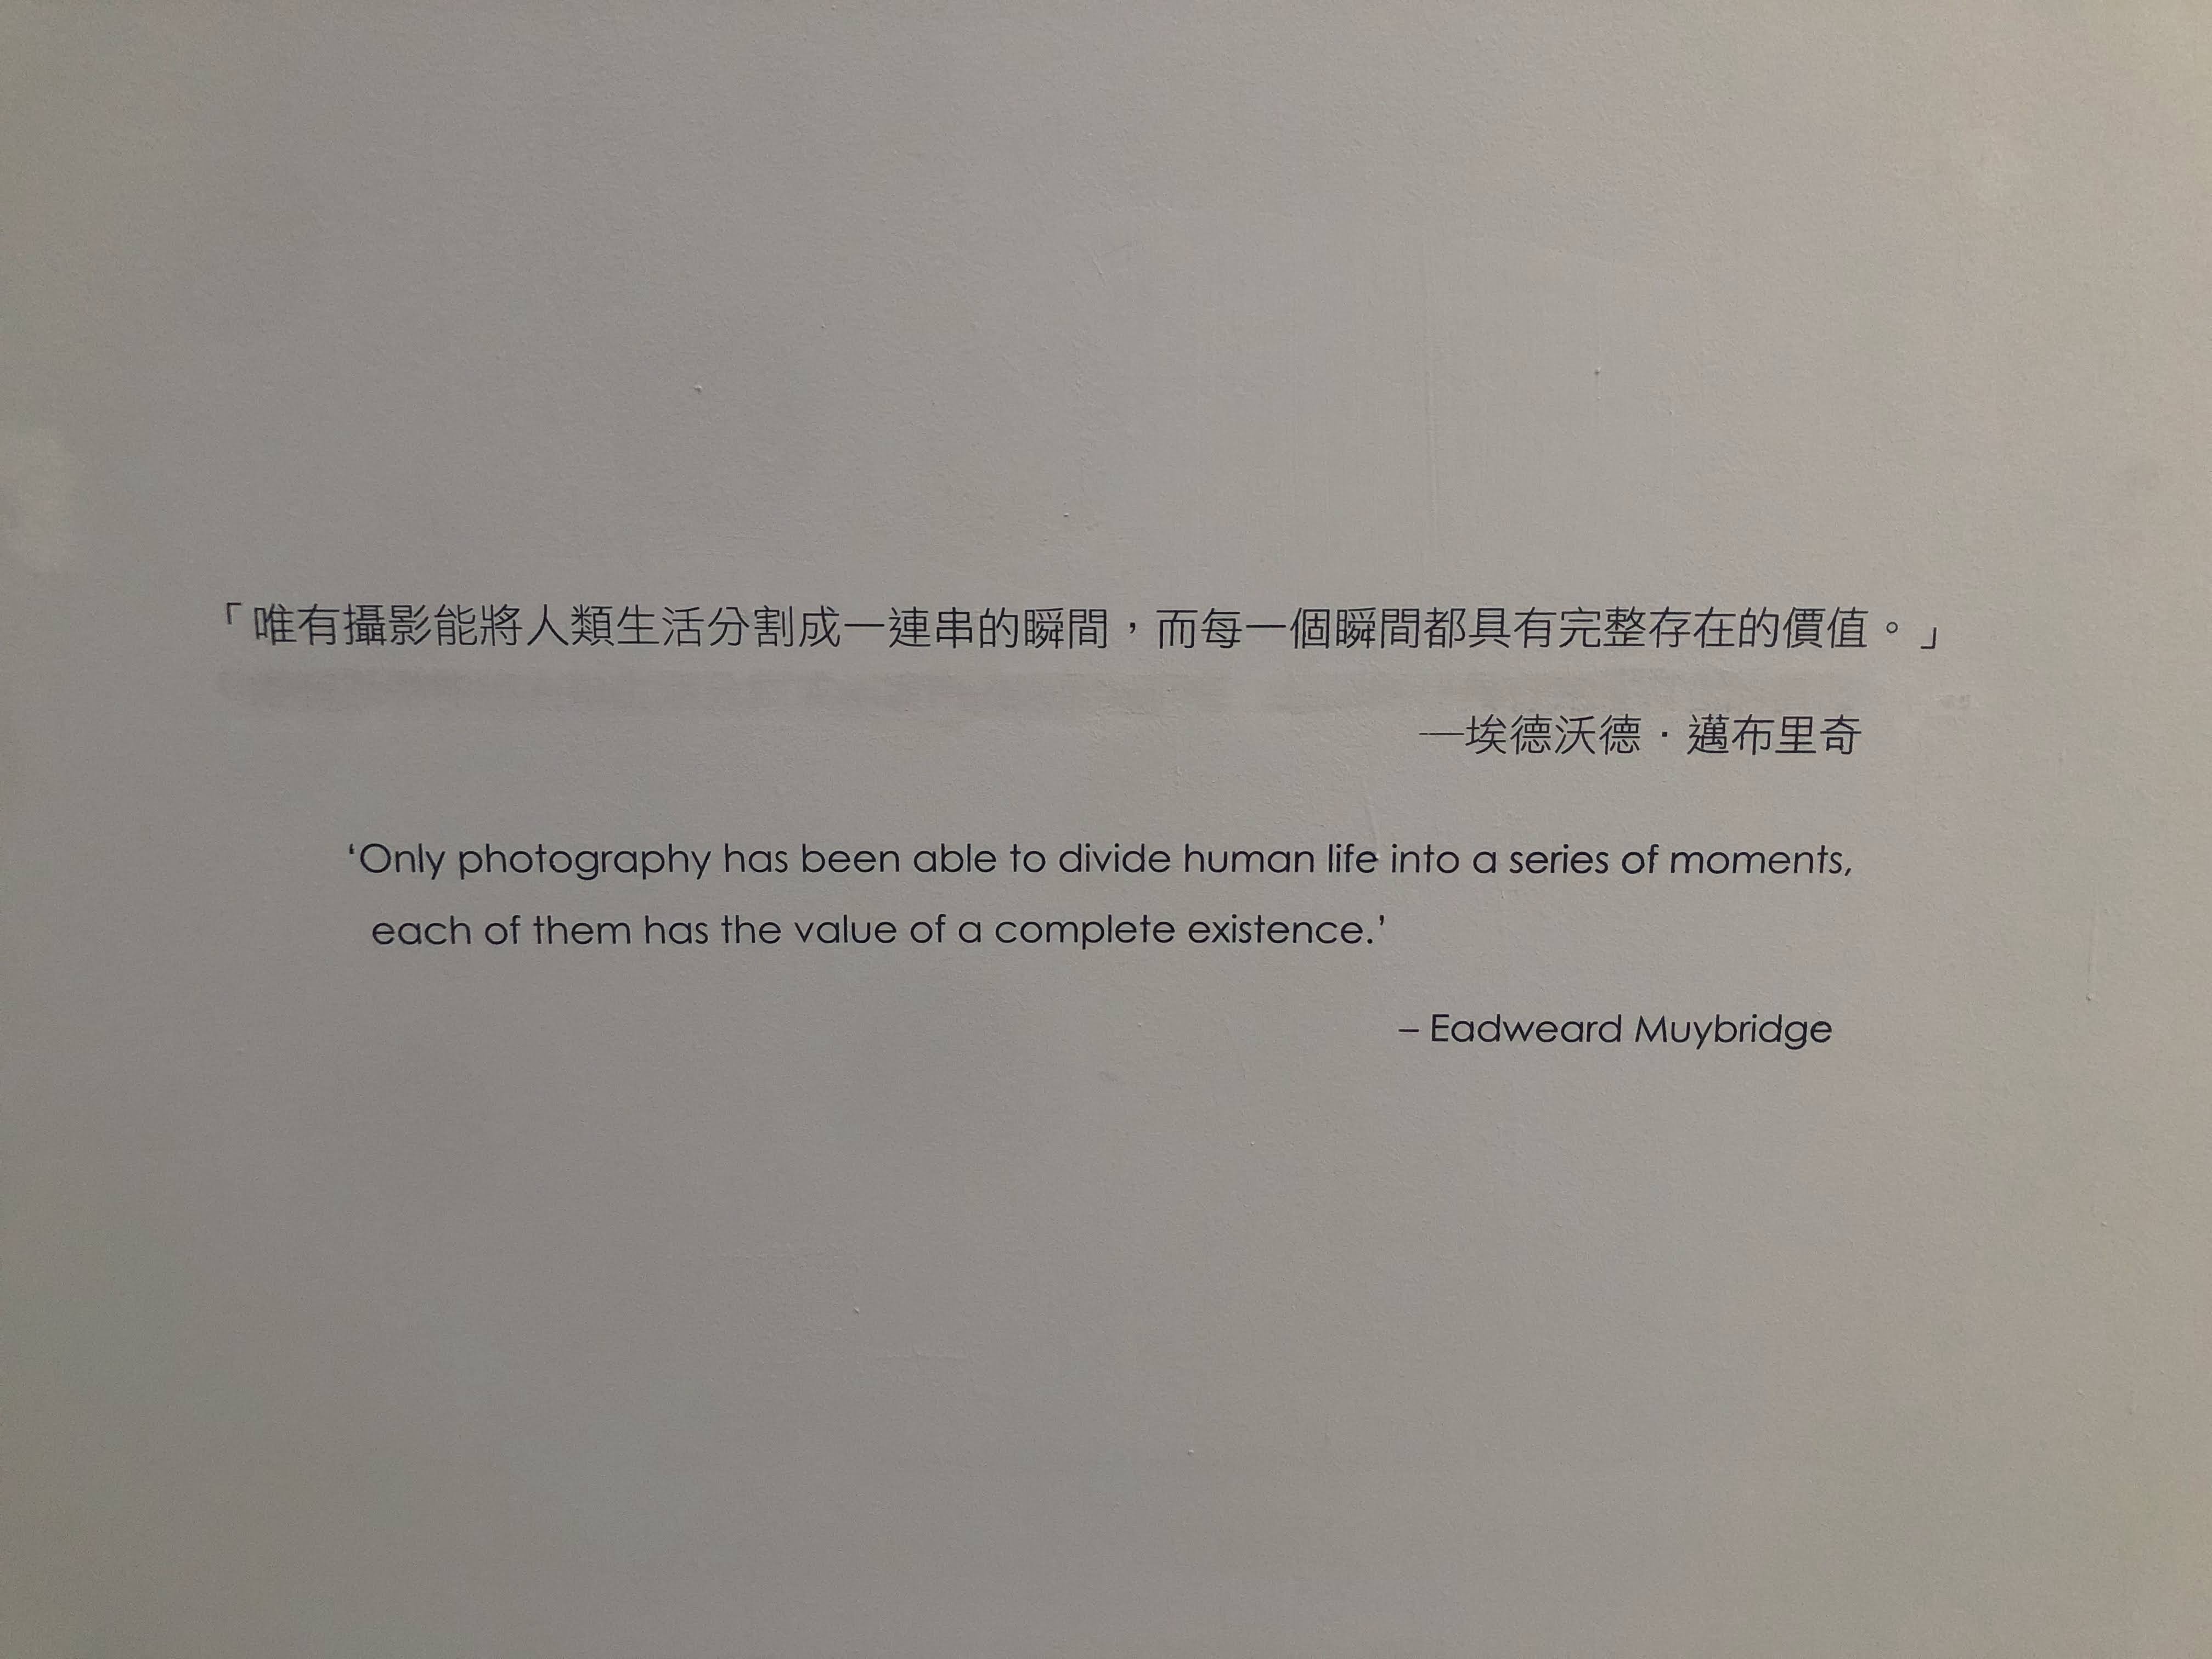 「唯有攝影能將人類生活分割成一連串的瞬間，而每一個瞬間都具有完整存在的價值。」
──埃德沃德．邁布里奇
‘Only photography has been able to divide human life into a series of moments,
each of them has the value of a complete existence.’
– Eadweard Muybridge